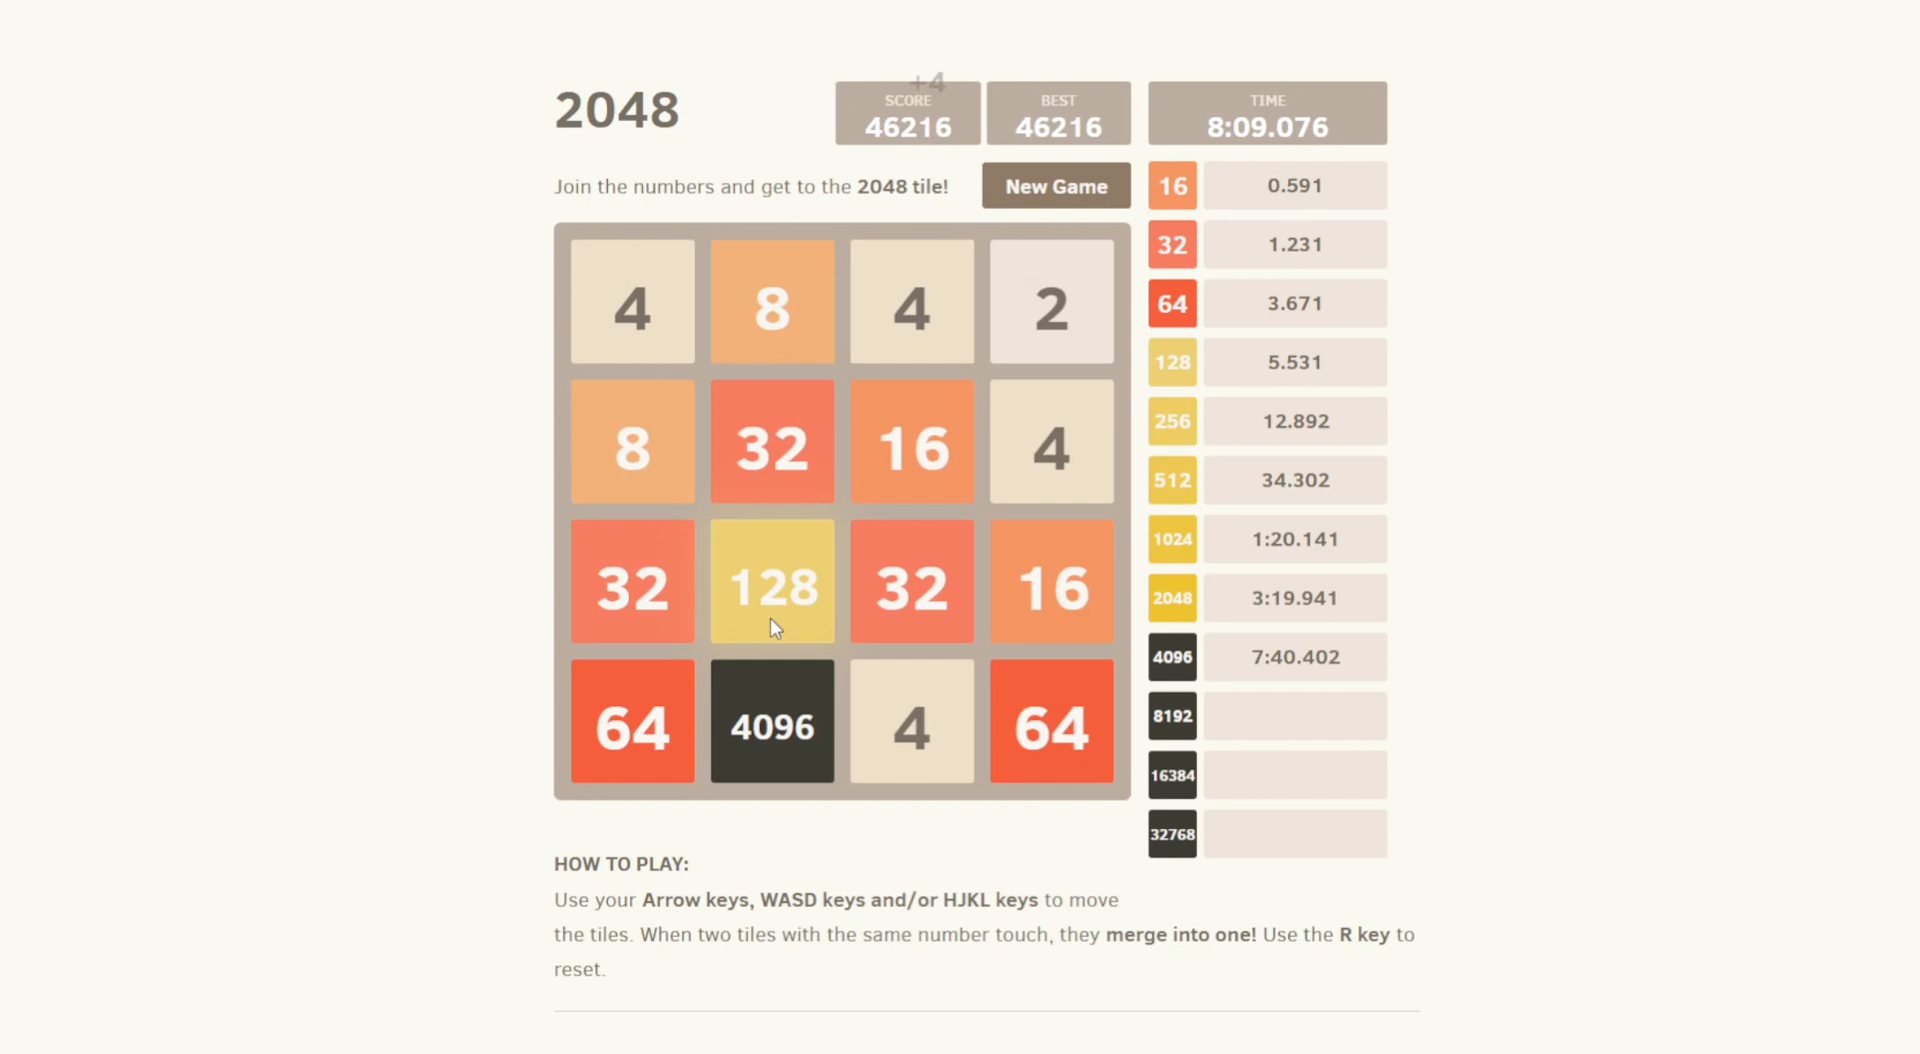 +4
2048
SCORE
46216
BEST
46216
TIME
8:09.076
Join the numbers and get to the 2048 tile!
New Game
4 8 4 2
8 32 16 4
32 128 32 16
64 4096 4 64
16 0.591
32 1.231
64 3.671
128 5.531
256 12.892
512 34.302
1024 1:20.141
2048 3:19.941
4096 7:40.402
8192
16384
32768
HOW TO PLAY:
Use your Arrow keys, WASD keys and/or HJKL keys to move
the tiles. When two tiles with the same number touch, they merge into one! Use the R key to
reset.